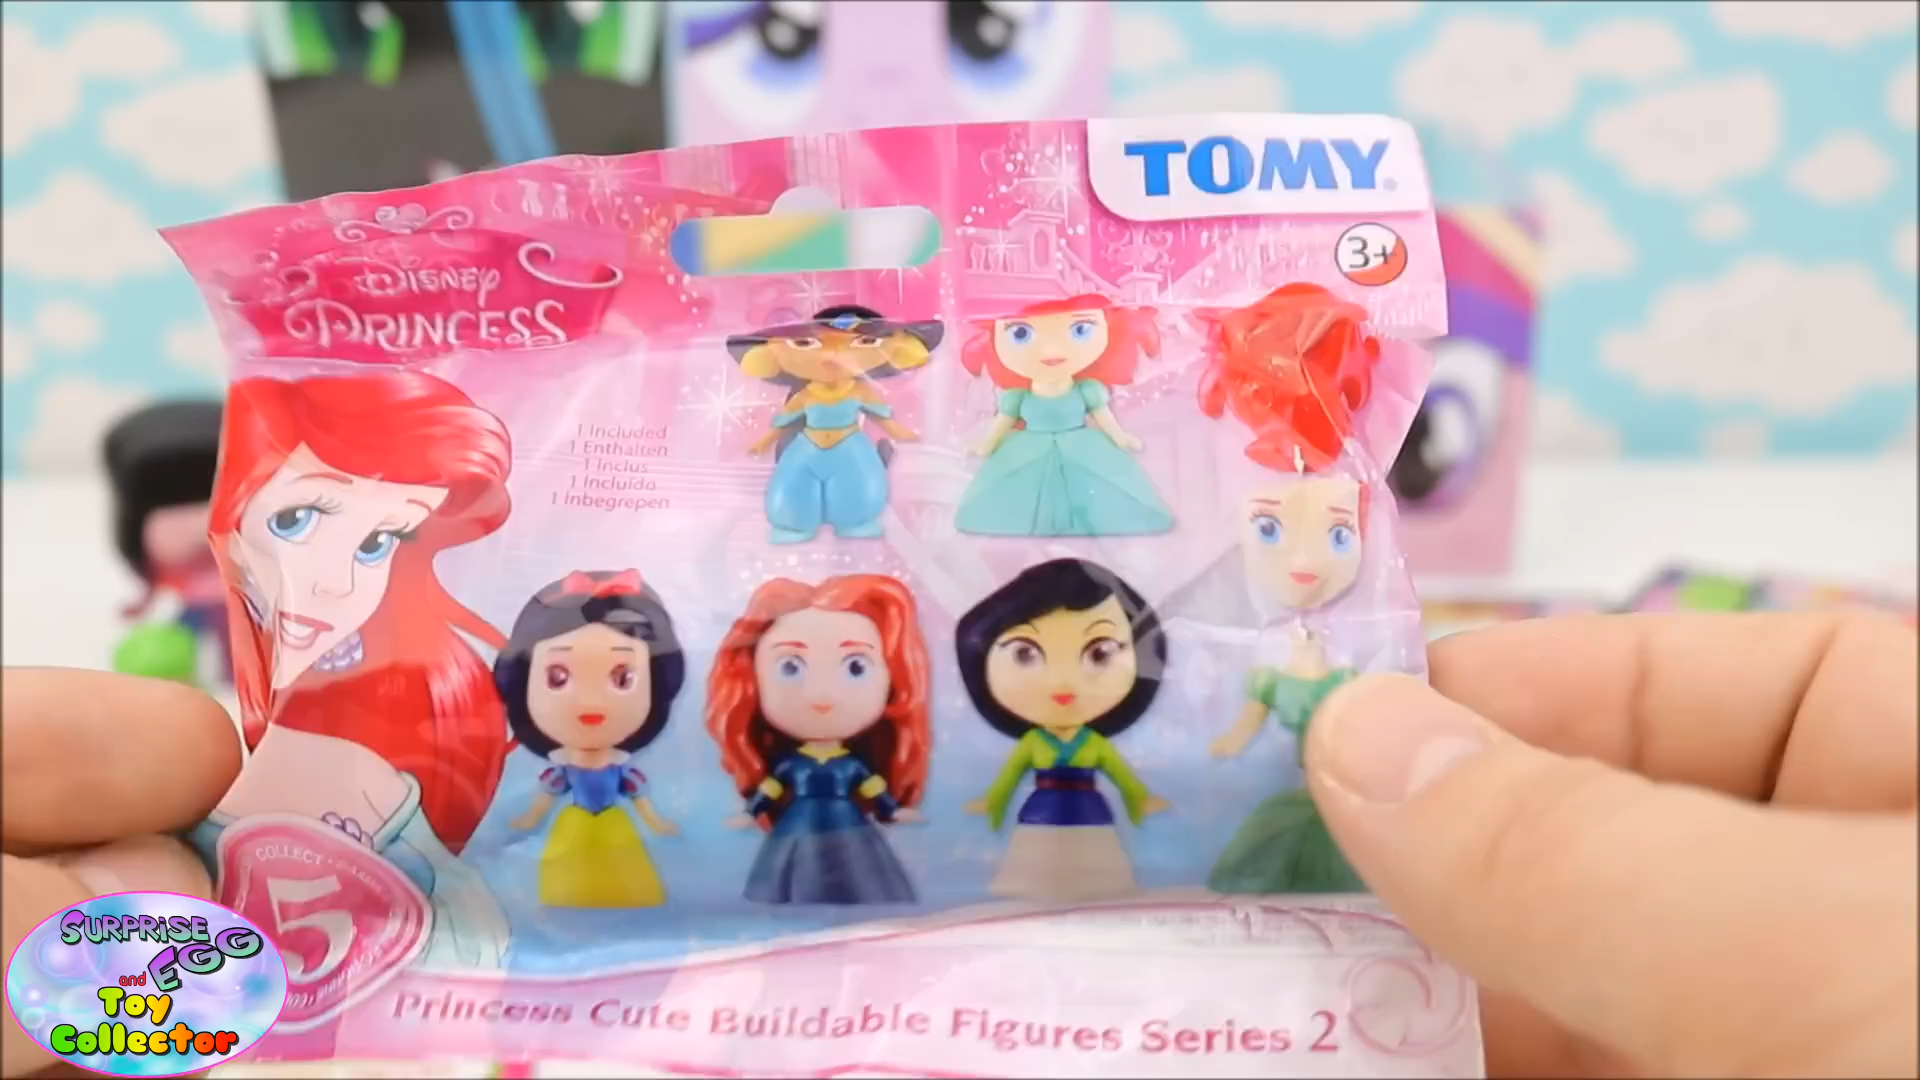 TOMY
3+
DISNEY
PRINCESS
1 Included
1 Enthalten
1 Inclus
1 Incluido
1 Inbegrepen
COLLECT
5
Princess Cute Buildable Figures Series 2
SURPRISE
EGG
and
Toy
Collector